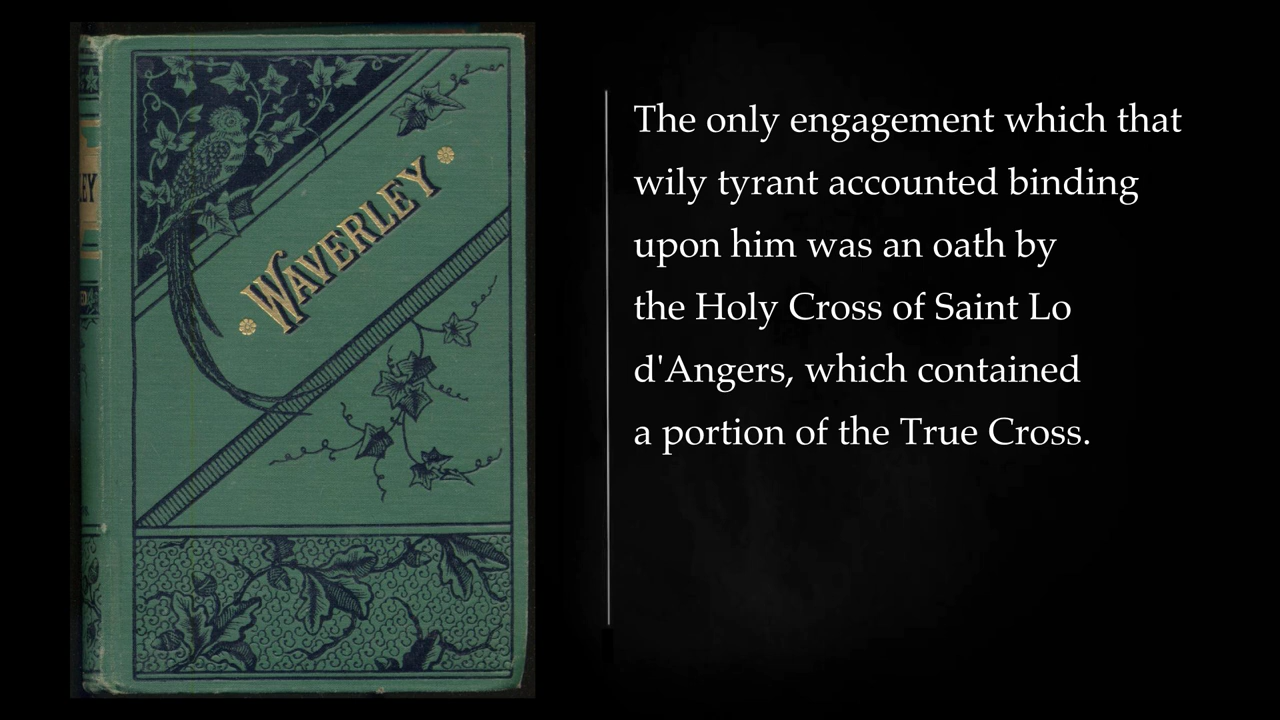 WAVERLEY
The only engagement which that
wily tyrant accounted binding
upon him was an oath by
the Holy Cross of Saint Lo
d'Angers, which contained
a portion of the True Cross.